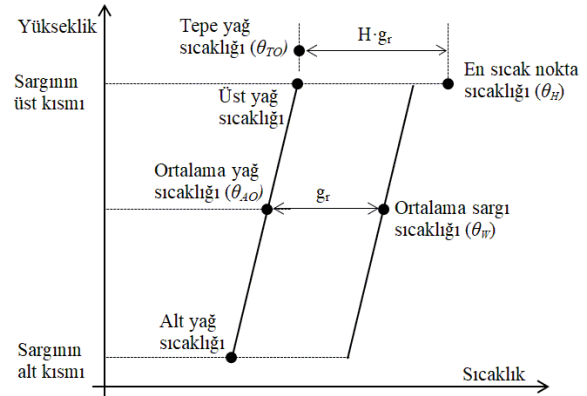 Yükseklik
Tepe yağ
sıcaklığı (θTO)
H·gr
Sargının
üst kısmı
Üst yağ
sıcaklığı
En sıcak nokta
sıcaklığı (θH)
Ortalama yağ
sıcaklığı (θAO)
gr
Ortalama sargı
sıcaklığı (θW)
Alt yağ
sıcaklığı
Sargının
alt kısmı
Sıcaklık